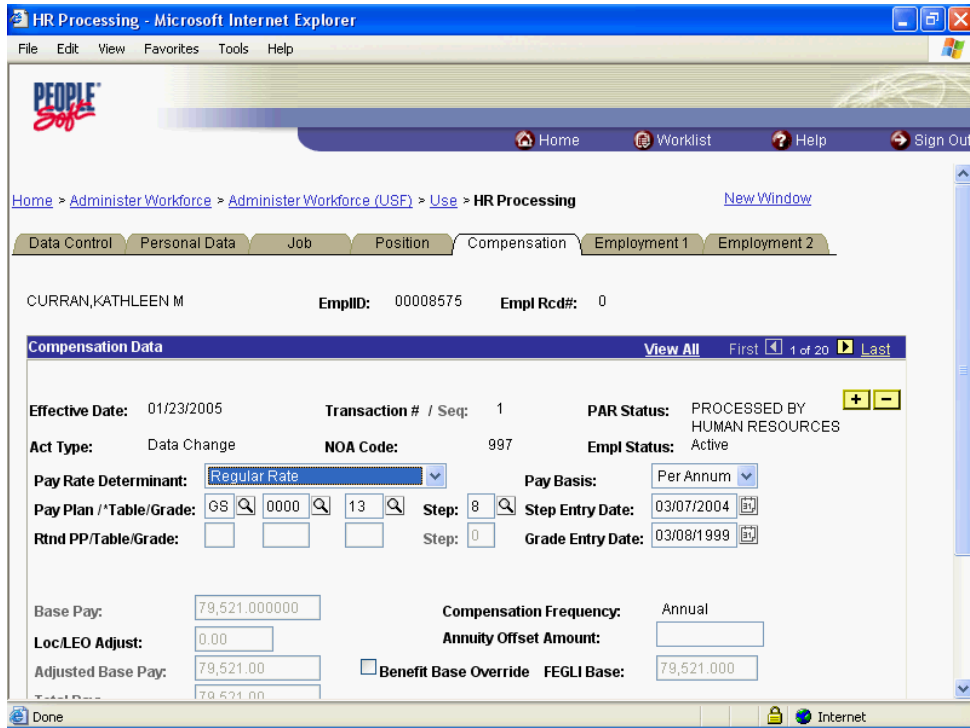 HR Processing - Microsoft Internet Explorer
File Edit View Favorites Tools Help
PEOPLE
Soft
Home Worklist Help Sign Out
Home > Administer Workforce > Administer Workforce (USF) > Use > HR Processing New Window
Data Control Personal Data Job Position Compensation Employment 1 Employment 2
CURRAN,KATHLEEN M EmplID: 00008575 Empl Rcd#: 0
Compensation Data View All First 1 of 20 Last
Effective Date: 01/23/2005 Transaction # / Seq: 1 PAR Status: PROCESSED BY
HUMAN RESOURCES
Act Type: Data Change NOA Code: 997 Empl Status: Active
Pay Rate Determinant: Regular Rate Pay Basis: Per Annum
Pay Plan /*Table/Grade: GS 0000 13 Step: 8 Step Entry Date: 03/07/2004
Rtnd PP/Table/Grade: Step: 0 Grade Entry Date: 03/08/1999
Base Pay: 79,521.000000 Compensation Frequency: Annual
Loc/LEO Adjust: 0.00 Annuity Offset Amount:
Adjusted Base Pay: 79,521.00 Benefit Base Override FEGLI Base: 79,521.000
Total Pay: 79,521.00
Done Internet